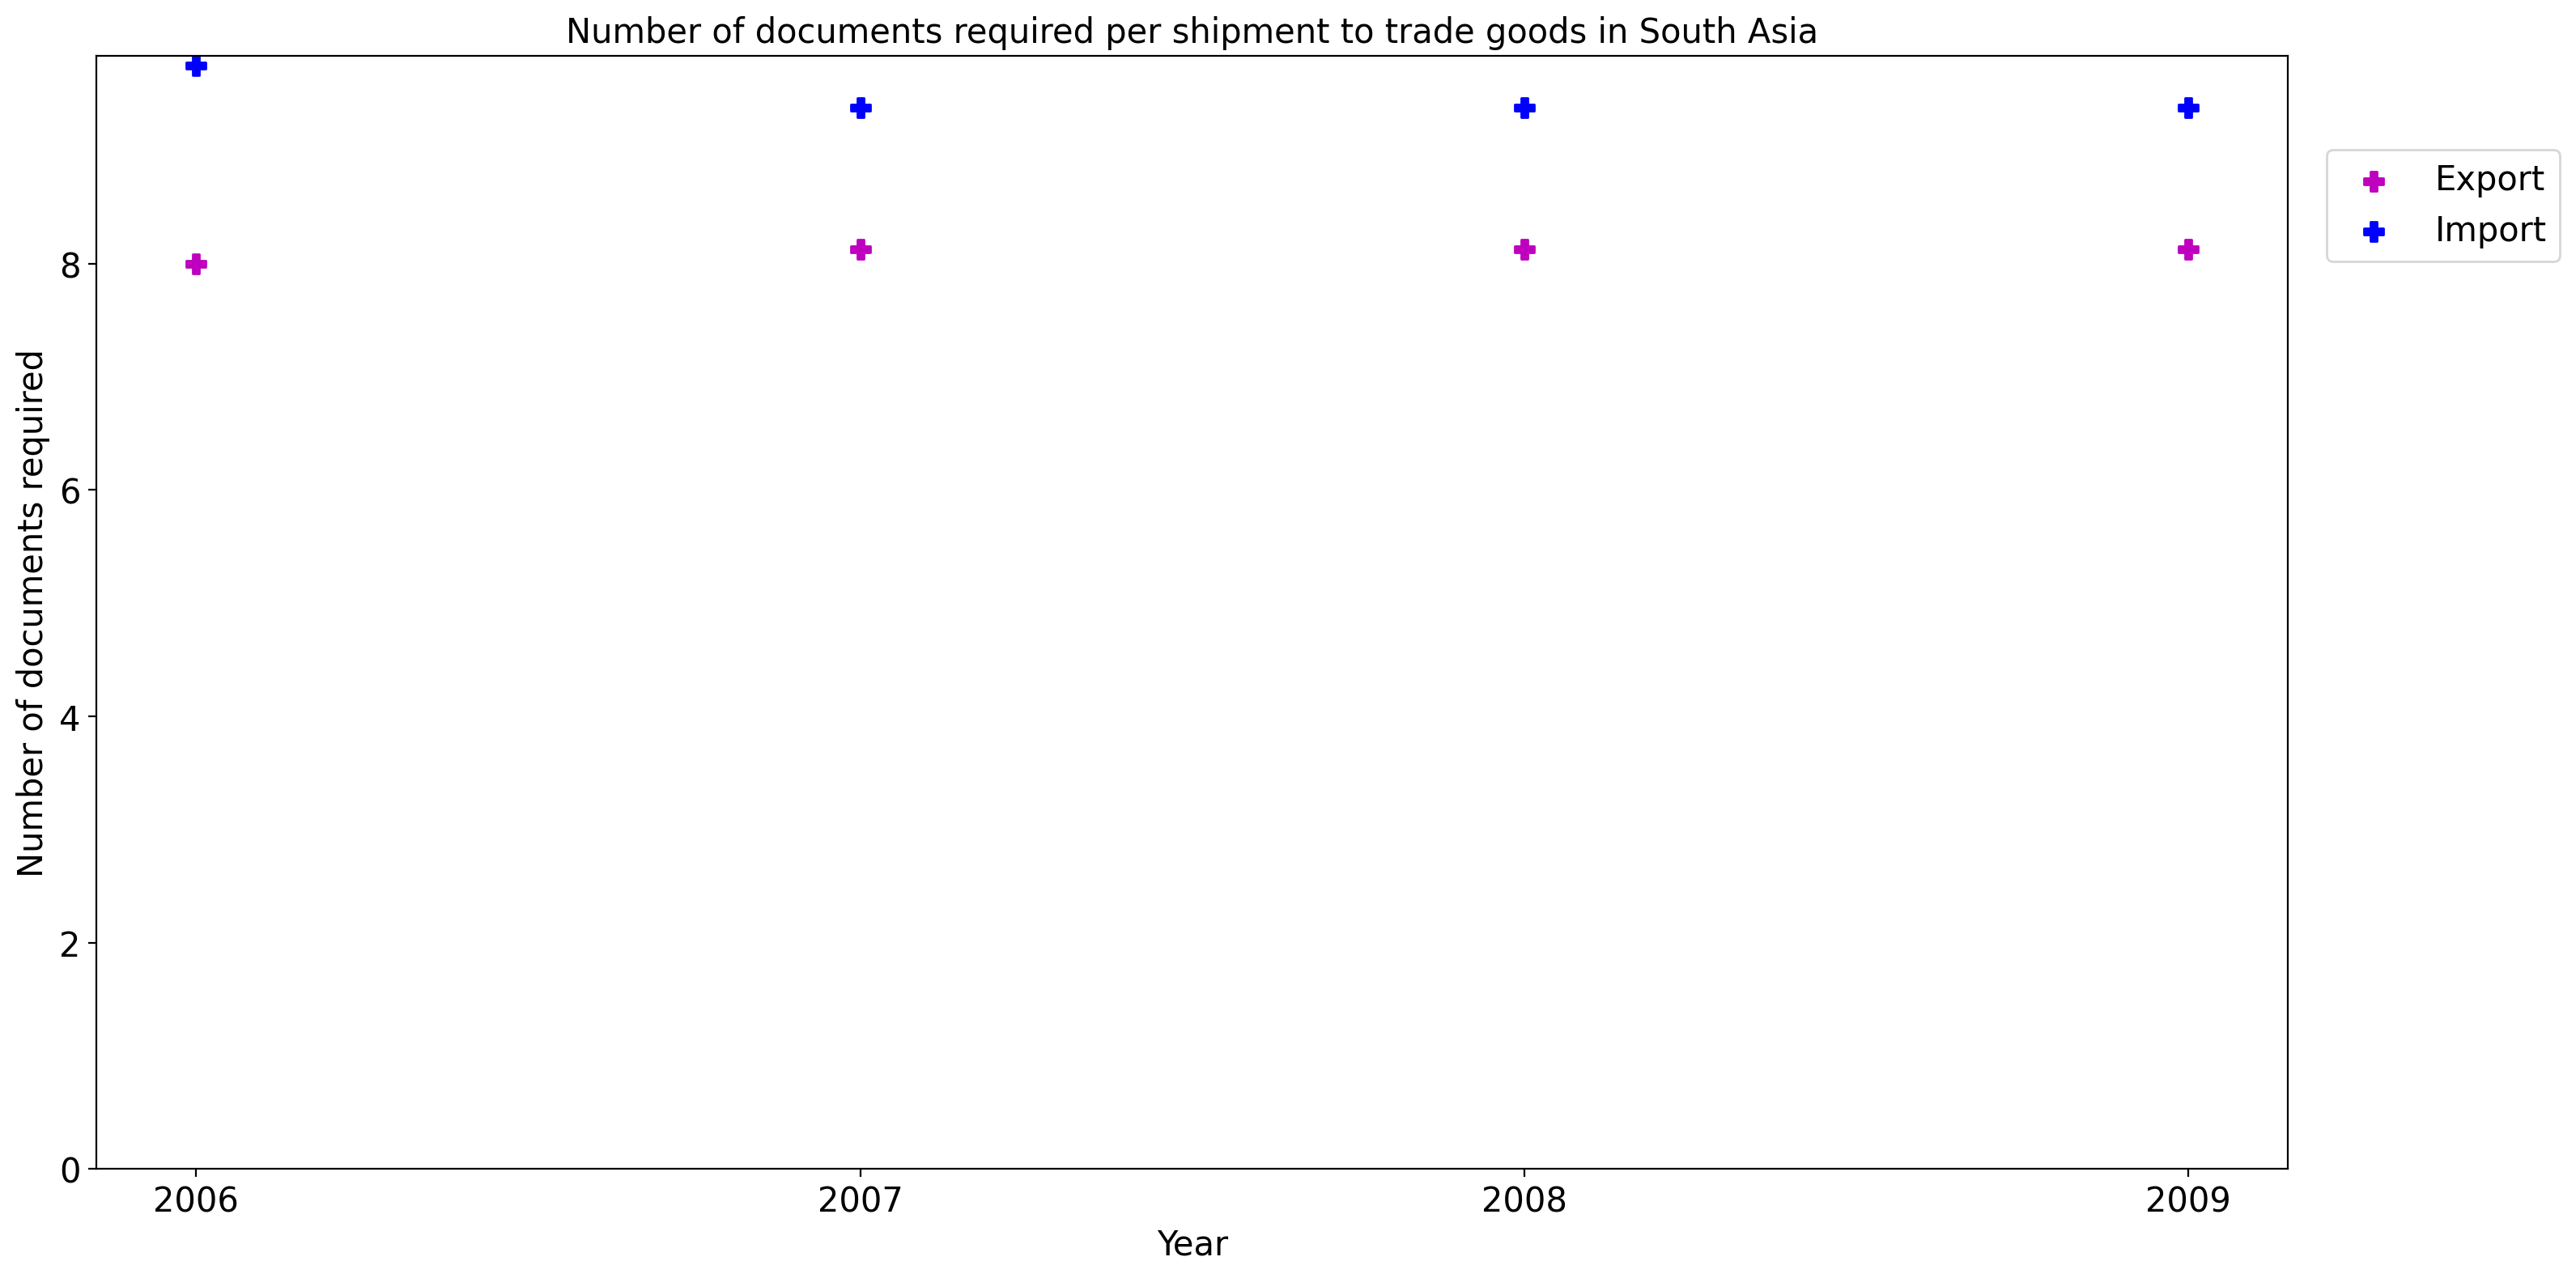 Number of documents required per shipment to trade goods in South Asia
Number of documents required
8
6
4
2
0
2006
2007
2008
2009
Year
Export
Import